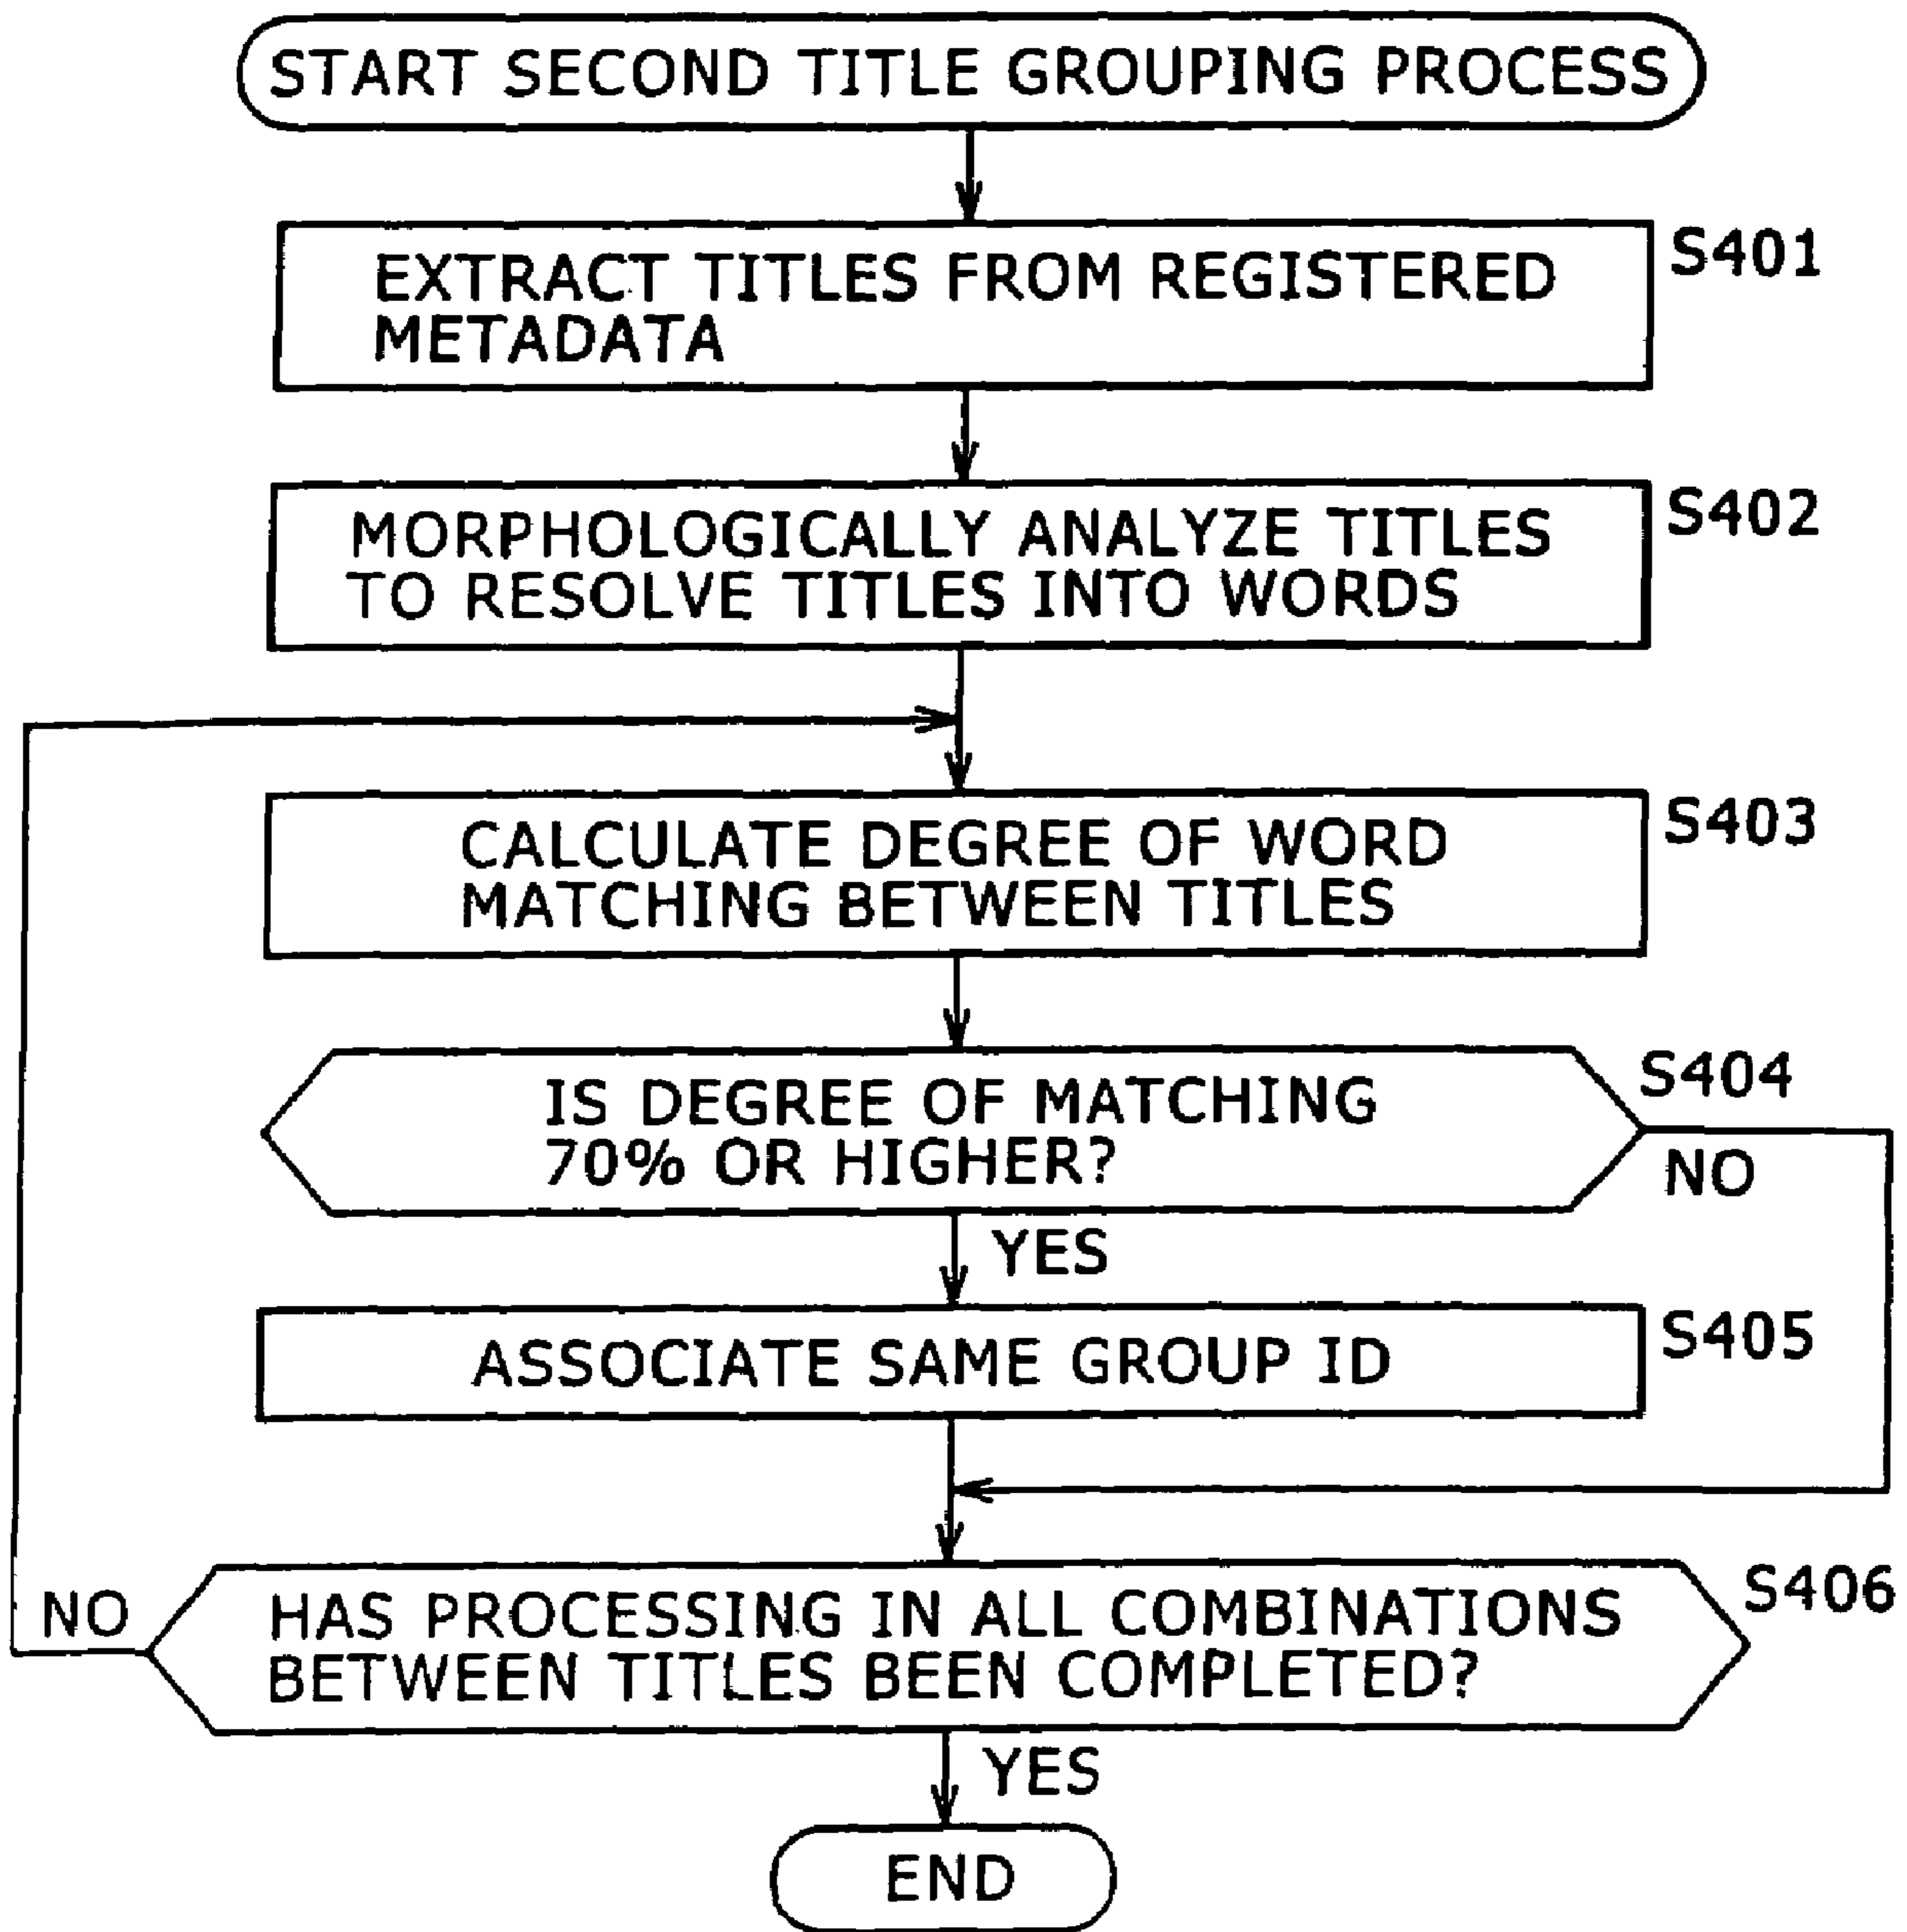 START SECOND TITLE GROUPING PROCESS
EXTRACT TITLES FROM REGISTERED
METADATA
S401
MORPHOLOGICALLY ANALYZE TITLES
TO RESOLVE TITLES INTO WORDS
S402
CALCULATE DEGREE OF WORD
MATCHING BETWEEN TITLES
S403
IS DEGREE OF MATCHING
70% OR HIGHER?
S404
NO
YES
ASSOCIATE SAME GROUP ID
S405
HAS PROCESSING IN ALL COMBINATIONS
BETWEEN TITLES BEEN COMPLETED?
S406
NO
YES
END